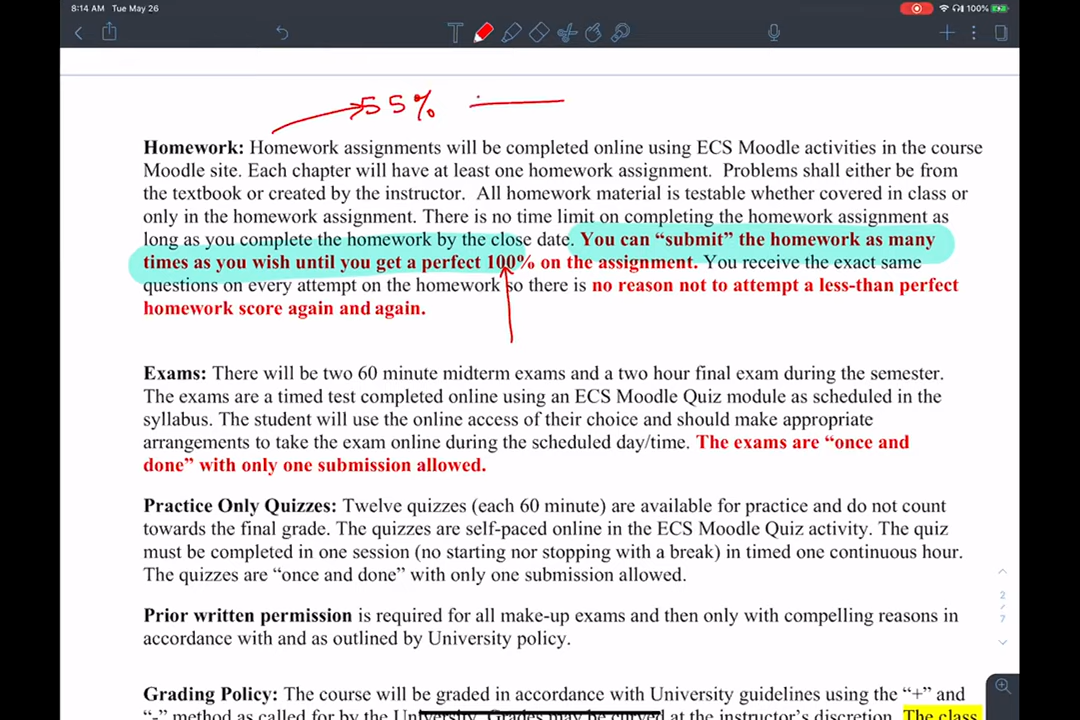 8:14 AM Tue May 26
100%
55%
Homework: Homework assignments will be completed online using ECS Moodle activities in the course
Moodle site. Each chapter will have at least one homework assignment. Problems shall either be from
the textbook or created by the instructor. All homework material is testable whether covered in class or
only in the homework assignment. There is no time limit on completing the homework assignment as
long as you complete the homework by the close date. You can “submit” the homework as many
times as you wish until you get a perfect 100% on the assignment. You receive the exact same
questions on every attempt on the homework so there is no reason not to attempt a less-than perfect
homework score again and again.
Exams: There will be two 60 minute midterm exams and a two hour final exam during the semester.
The exams are a timed test completed online using an ECS Moodle Quiz module as scheduled in the
syllabus. The student will use the online access of their choice and should make appropriate
arrangements to take the exam online during the scheduled day/time. The exams are “once and
done” with only one submission allowed.
Practice Only Quizzes: Twelve quizzes (each 60 minute) are available for practice and do not count
towards the final grade. The quizzes are self-paced online in the ECS Moodle Quiz activity. The quiz
must be completed in one session (no starting nor stopping with a break) in timed one continuous hour.
The quizzes are “once and done” with only one submission allowed.
2
/
7
Prior written permission is required for all make-up exams and then only with compelling reasons in
accordance with and as outlined by University policy.
Grading Policy: The course will be graded in accordance with University guidelines using the “+” and
“-” method as called for by the University. Grades may be curved at the instructor’s discretion. The class